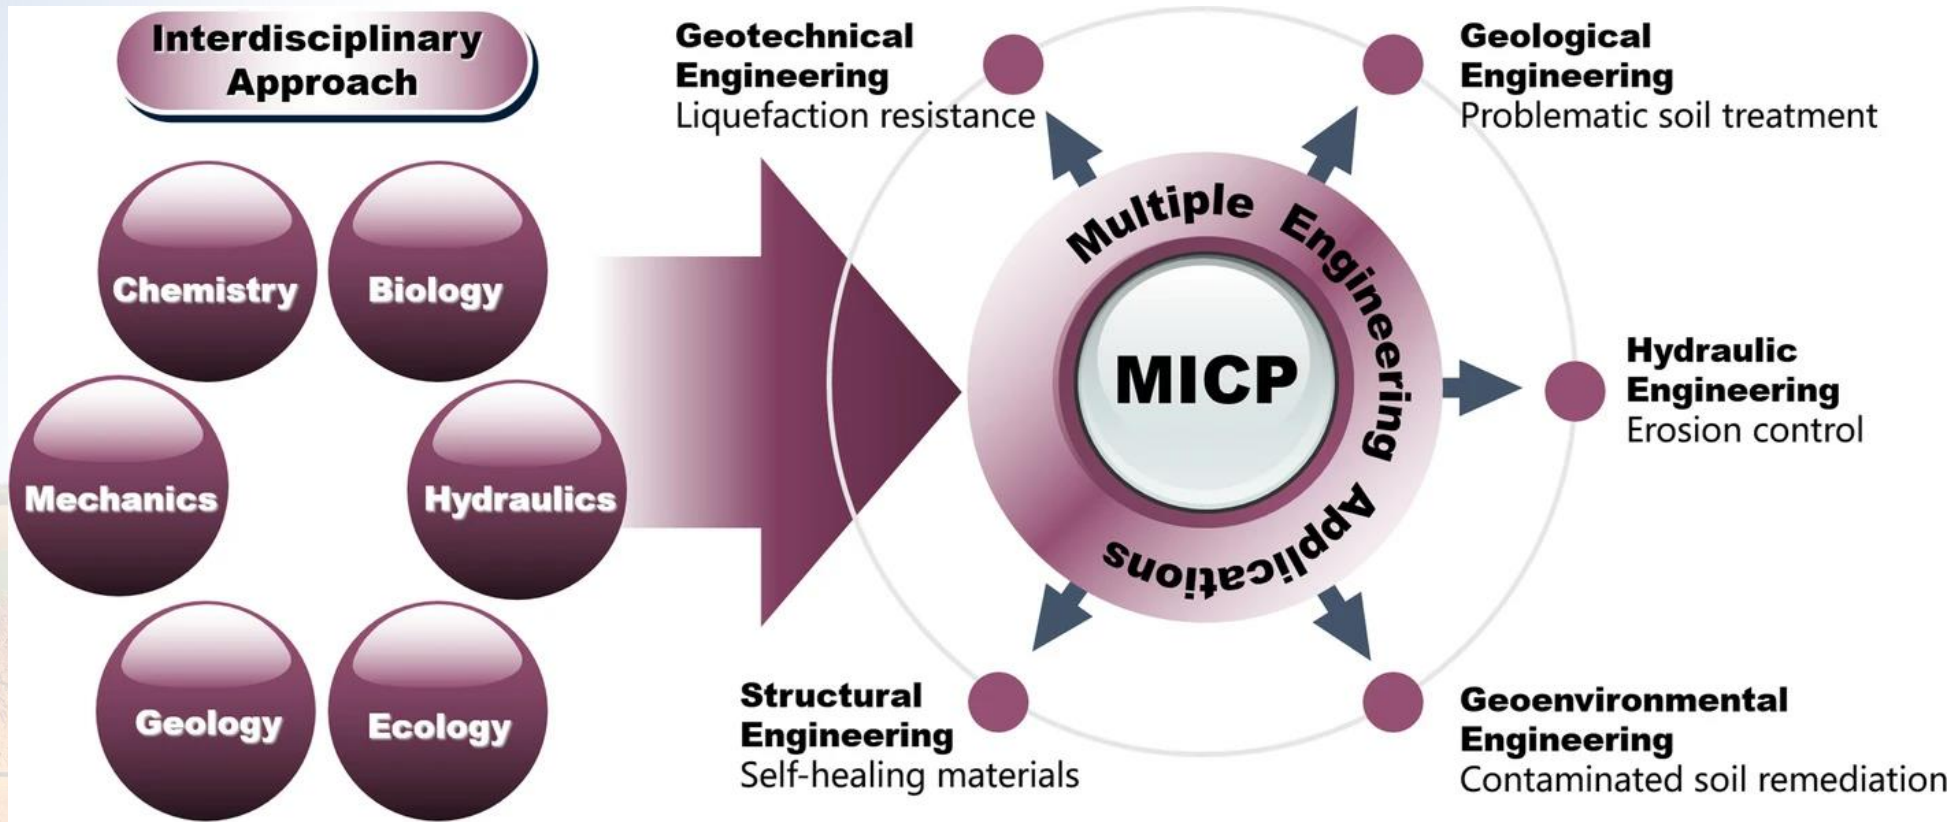 Interdisciplinary
Approach
Chemistry
Biology
Mechanics
Hydraulics
Geology
Ecology
Geotechnical
Engineering
Liquefaction resistance
Geological
Engineering
Problematic soil treatment
Multiple Engineering Applications
MICP
Hydraulic
Engineering
Erosion control
Structural
Engineering
Self-healing materials
Geoenvironmental
Engineering
Contaminated soil remediation